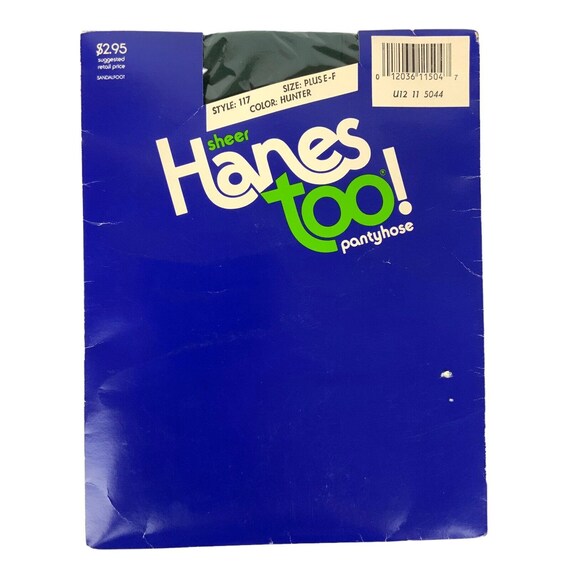 $2.95
suggested
retail price
SANDALFOOT
STYLE: 117 SIZE: PLUS E-F
COLOR: HUNTER
0 12036 11504 7
U12 11 5044
sheer
Hanes
too!®
pantyhose